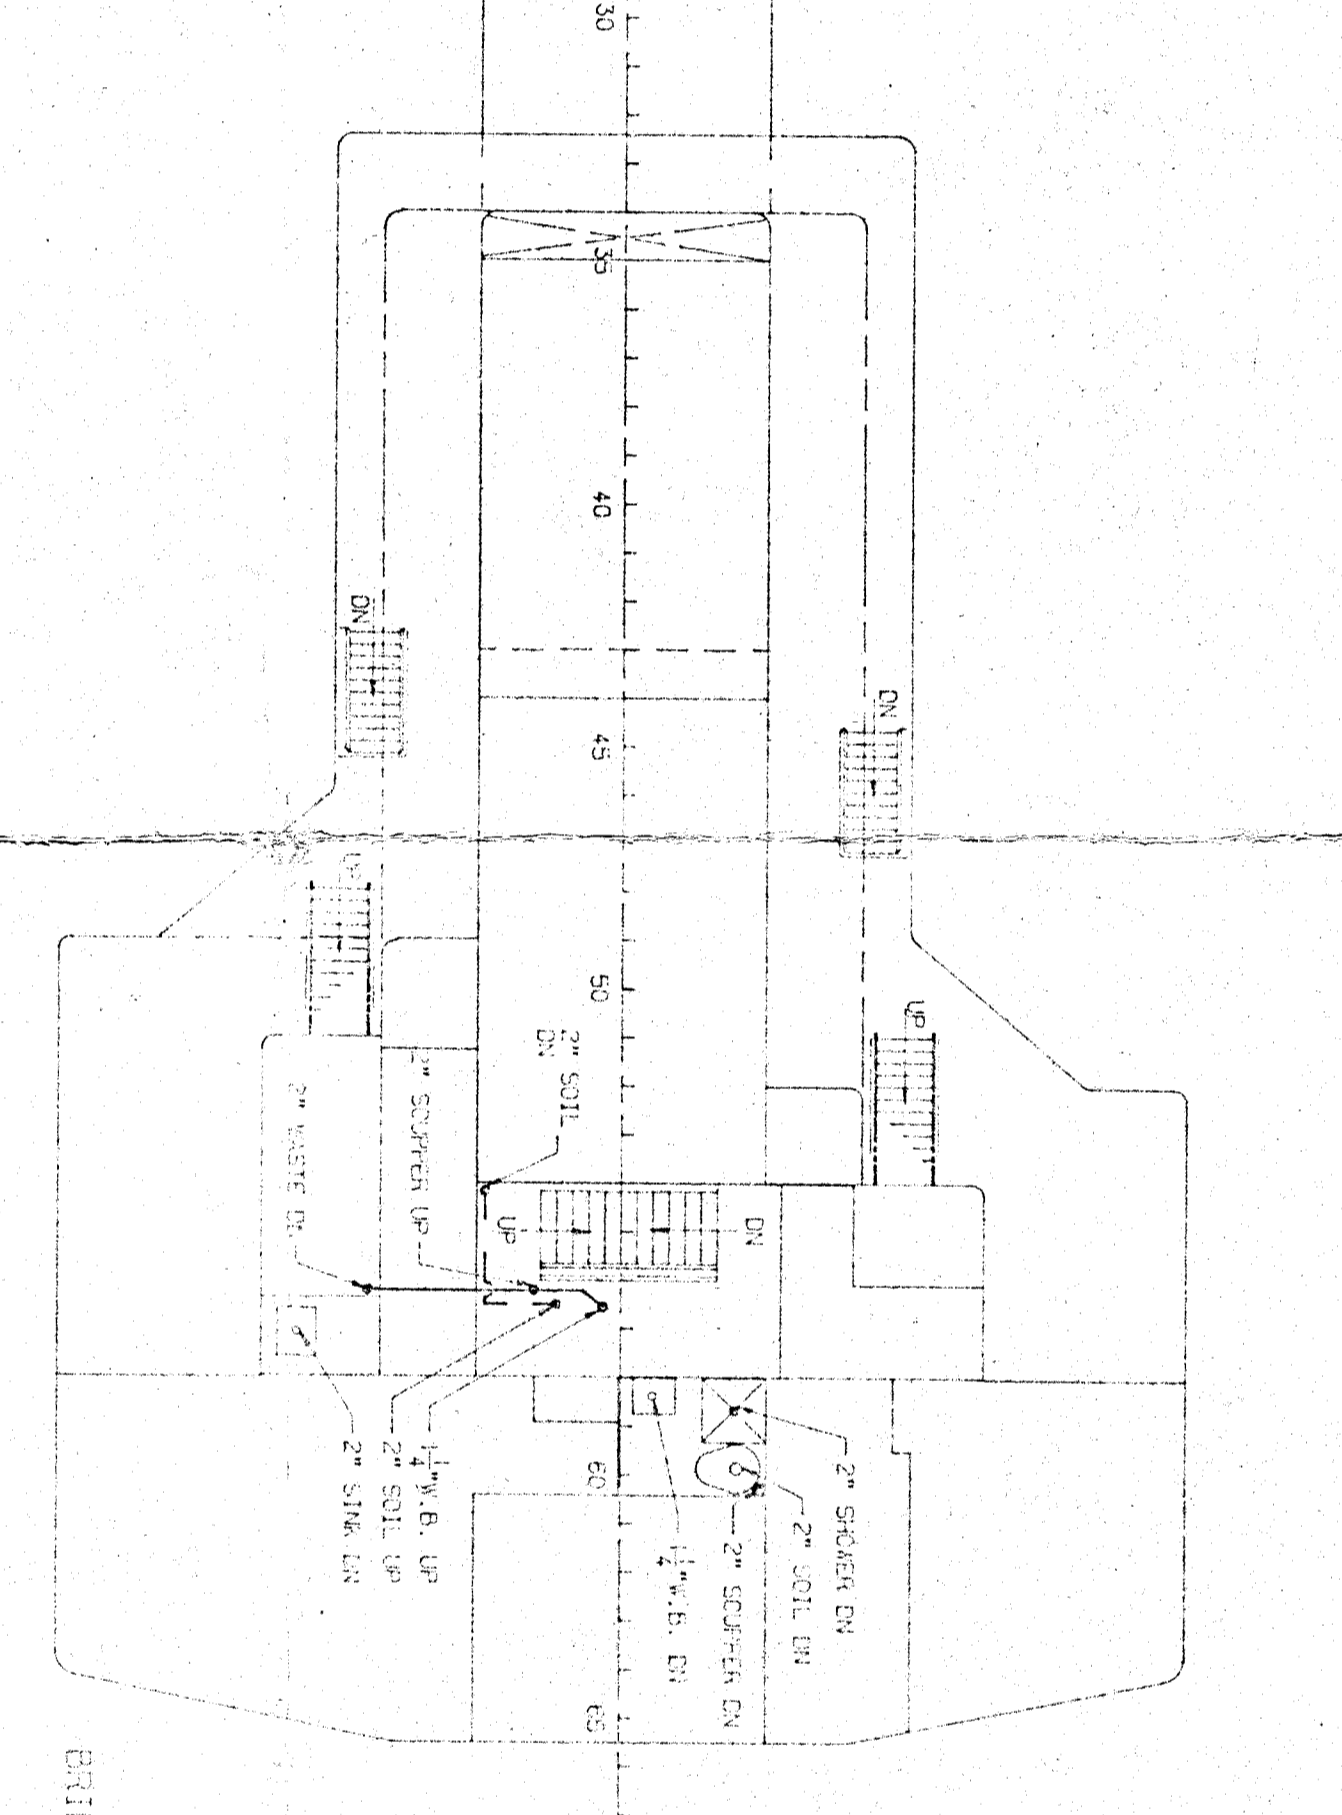 30
35
40
45
50
60
65
DN
DN
UP
UP
2" SOIL
DN
2" SCUPPER UP
2" WASTE DN
UP
DN
1¼"W.B. UP
2" SOIL UP
2" SINK DN
2" SHOWER DN
2" SOIL DN
2" SCUPPER DN
1¼"W.B. DN